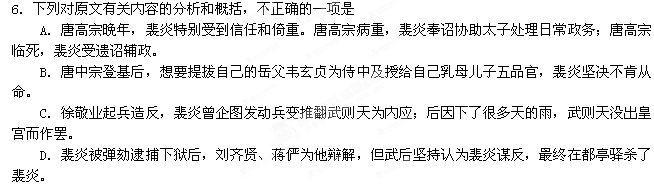 6. 下列对原文有关内容的分析和概括，不正确的一项是
A. 唐高宗晚年，裴炎特别受到信任和倚重。唐高宗病重，裴炎奉诏协助太子处理日常政务；唐高宗
临死，裴炎受遗诏辅政。
B. 唐中宗登基后，想要提拔自己的岳父韦玄贞为侍中及授给自己乳母儿子五品官，裴炎坚决不肯从
命。
C. 徐敬业起兵造反，裴炎曾企图发动兵变推翻武则天为内应；后因下了很多天的雨，武则天没出皇
宫而作罢。
D. 裴炎被弹劾逮捕下狱后，刘齐贤、蒋俨为他辩解，但武后坚持认为裴炎谋反，最终在都亭驿杀了
裴炎。